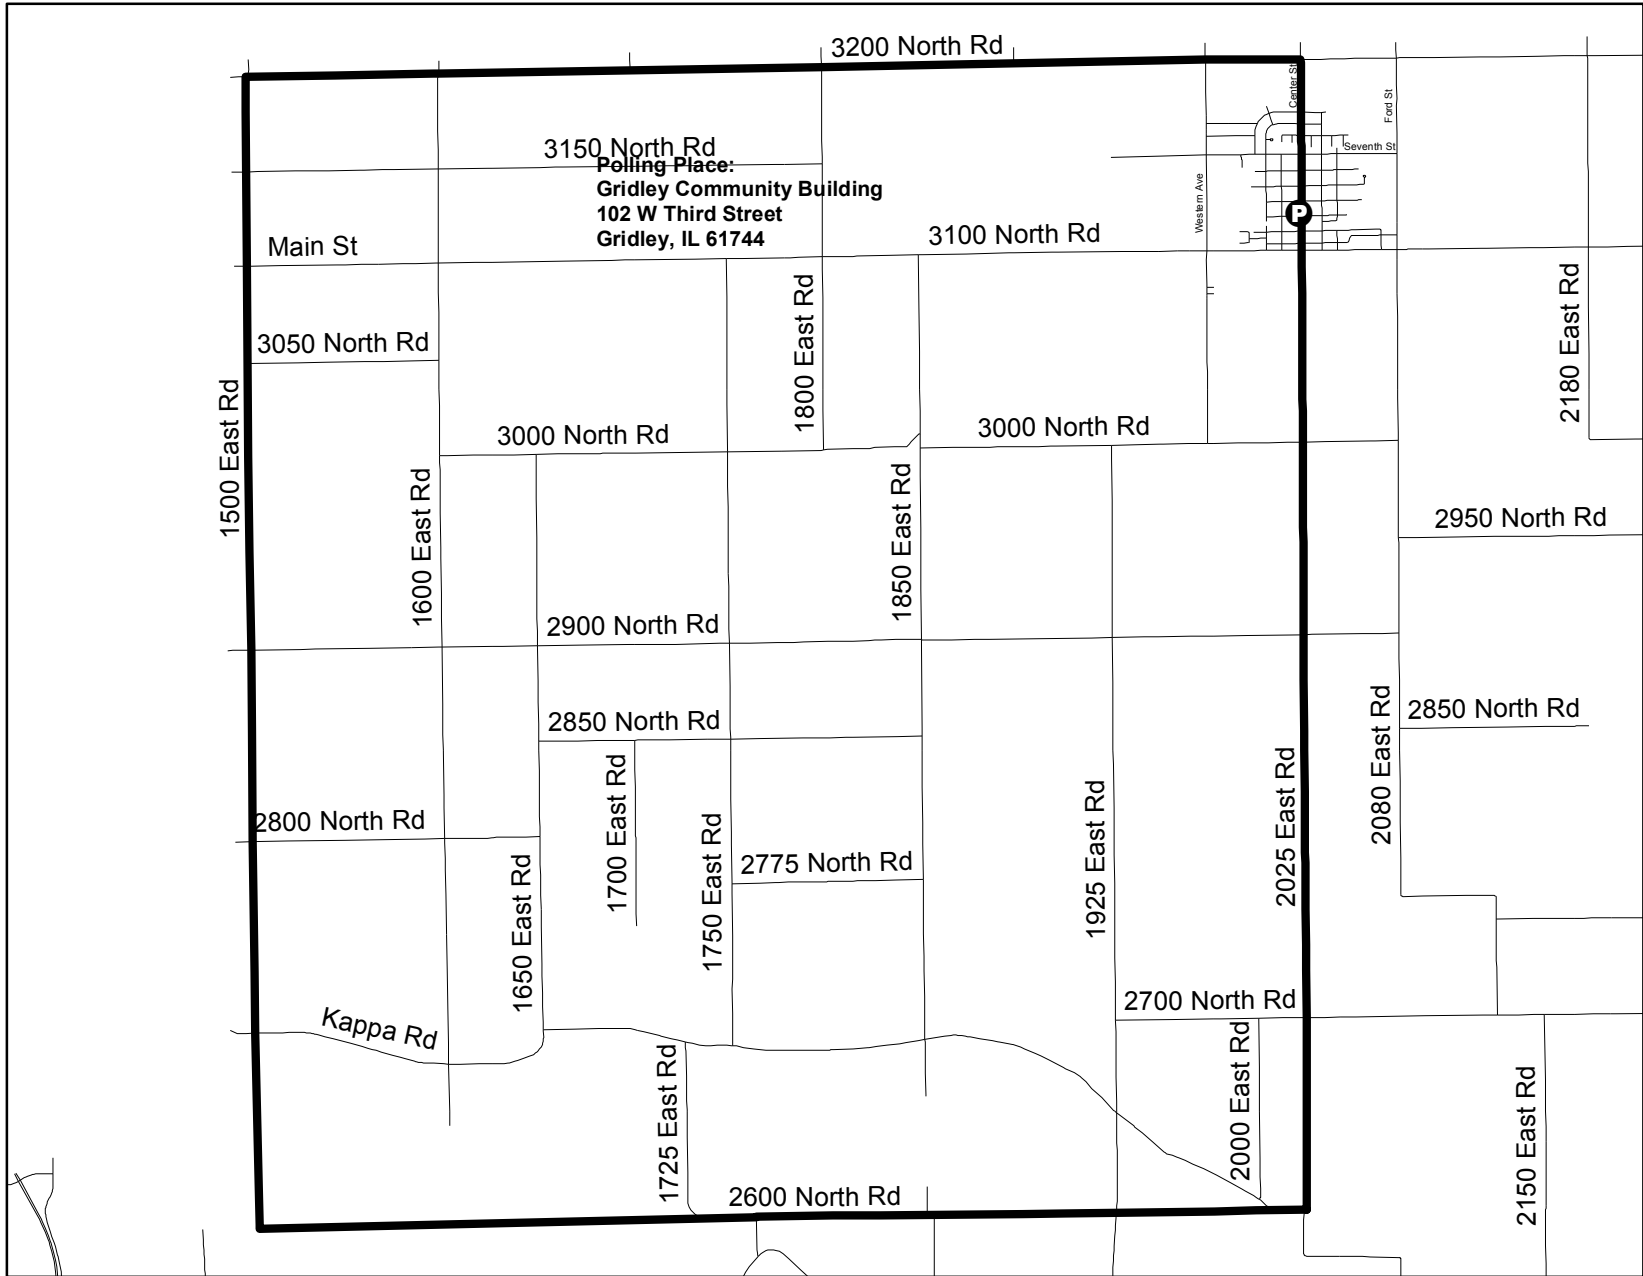 3200 North Rd
Center St
Ford St
3150 North Rd
Seventh St
Polling Place:
Gridley Community Building
102 W Third Street
Gridley, IL 61744
Western Ave
P
Main St
3100 North Rd
3050 North Rd
1800 East Rd
2180 East Rd
1500 East Rd
3000 North Rd
3000 North Rd
1600 East Rd
1850 East Rd
2950 North Rd
2900 North Rd
2850 North Rd
2850 North Rd
2080 East Rd
2025 East Rd
1700 East Rd
2800 North Rd
1925 East Rd
1750 East Rd
2775 North Rd
1650 East Rd
2700 North Rd
Kappa Rd
1725 East Rd
2000 East Rd
2150 East Rd
2600 North Rd